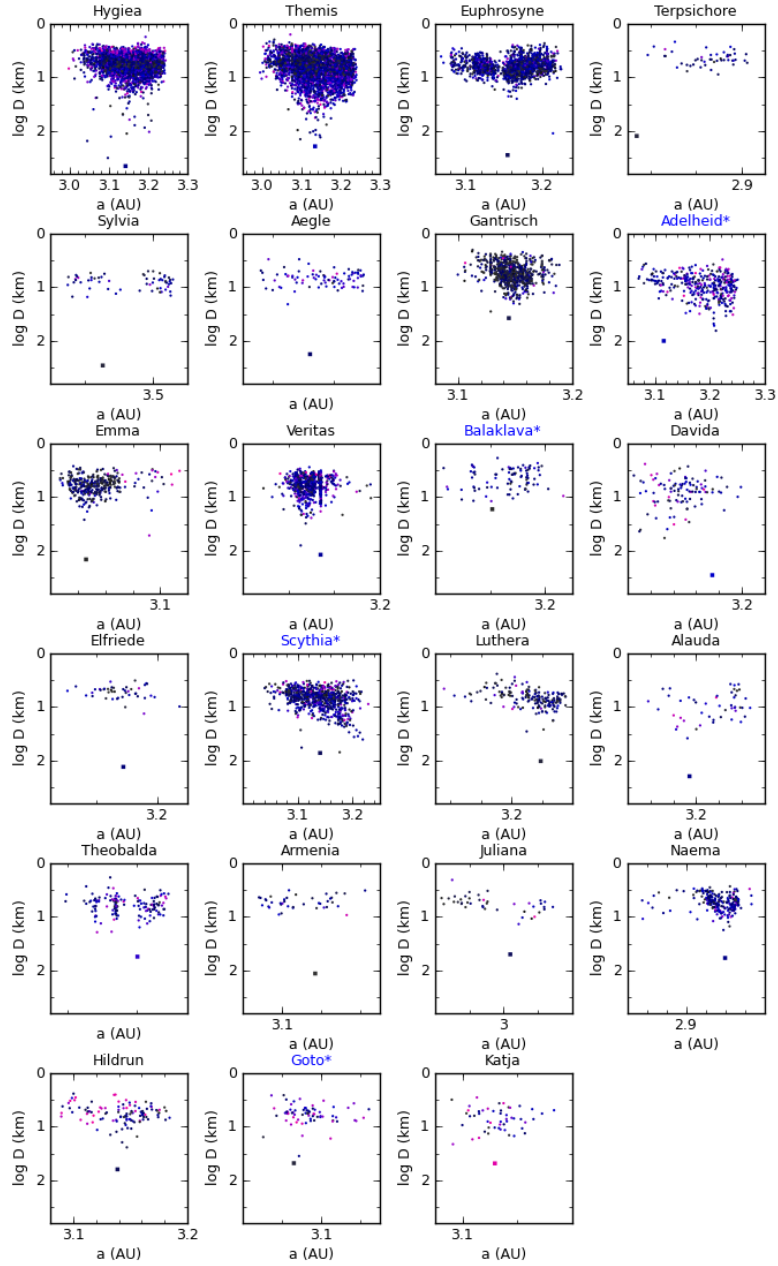 Hygiea Themis Euphrosyne Terpsichore
0 0 0 0
log D (km) log D (km) log D (km) log D (km)
1 1 1 1
2 2 2 2
3.0 3.1 3.2 3.3 3.0 3.1 3.2 3.3 3.1 3.2 2.9
a (AU) a (AU) a (AU) a (AU)
Sylvia Aegle Gantrisch Adelheid*
0 0 0 0
log D (km) log D (km) log D (km) log D (km)
1 1 1 1
2 2 2 2
3.5 3.1 3.2 3.1 3.2 3.3
a (AU) a (AU) a (AU) a (AU)
Emma Veritas Balaklava* Davida
0 0 0 0
log D (km) log D (km) log D (km) log D (km)
1 1 1 1
2 2 2 2
3.1 3.2 3.2 3.2
a (AU) a (AU) a (AU) a (AU)
Elfriede Scythia* Luthera Alauda
0 0 0 0
log D (km) log D (km) log D (km) log D (km)
1 1 1 1
2 2 2 2
3.2 3.1 3.2 3.2 3.2
a (AU) a (AU) a (AU) a (AU)
Theobalda Armenia Juliana Naema
0 0 0 0
log D (km) log D (km) log D (km) log D (km)
1 1 1 1
2 2 2 2
3.1 3 2.9
a (AU) a (AU) a (AU) a (AU)
Hildrun Goto* Katja
0 0 0
log D (km) log D (km) log D (km)
1 1 1
2 2 2
3.1 3.2 3.1 3.1
a (AU) a (AU) a (AU)